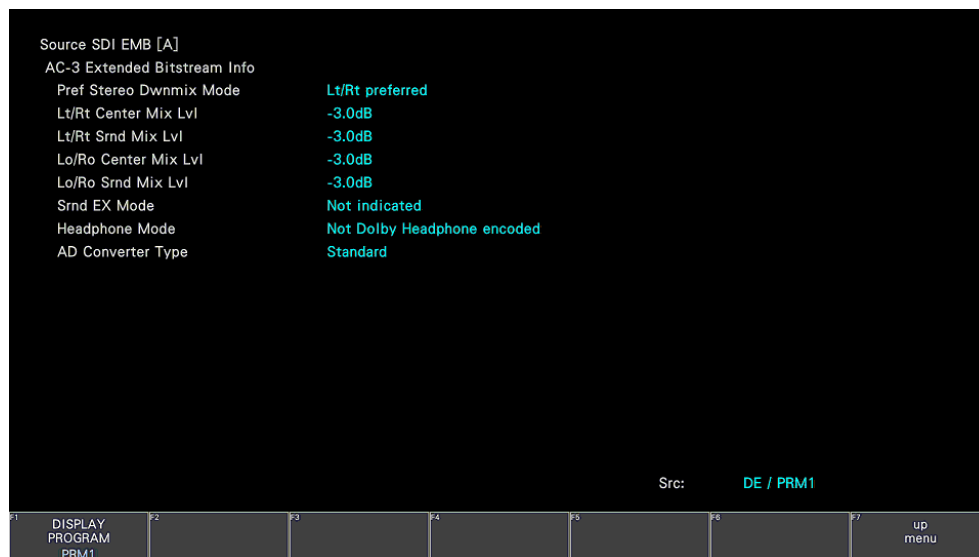 Source SDI EMB [A]
AC-3 Extended Bitstream Info
Pref Stereo Dwnmix Mode Lt/Rt preferred
Lt/Rt Center Mix Lvl -3.0dB
Lt/Rt Srnd Mix Lvl -3.0dB
Lo/Ro Center Mix Lvl -3.0dB
Lo/Ro Srnd Mix Lvl -3.0dB
Srnd EX Mode Not indicated
Headphone Mode Not Dolby Headphone encoded
AD Converter Type Standard
Src: DE / PRM1
F1 F2 F3 F4 F5 F6 F7
DISPLAY up
PROGRAM menu
PRM1